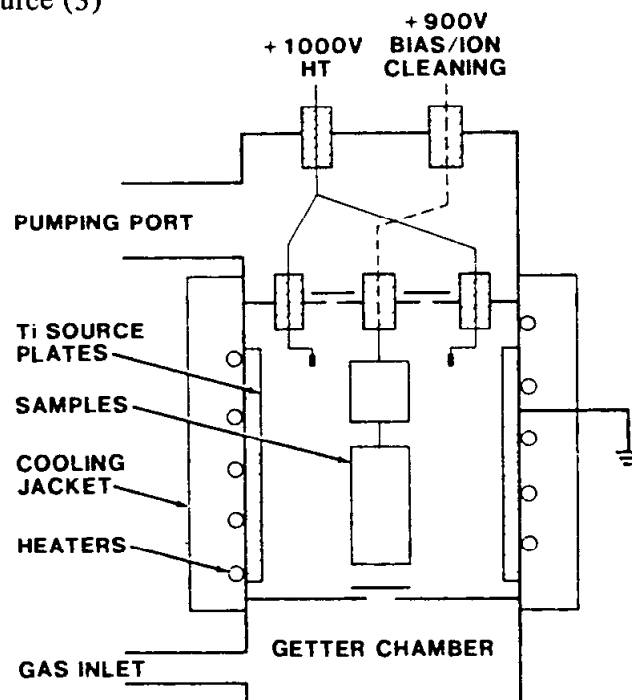 urce (3)
+ 1000V
HT
+ 900V
BIAS/ION
CLEANING
PUMPING PORT
Ti SOURCE
PLATES
SAMPLES
COOLING
JACKET
HEATERS
GETTER CHAMBER
GAS INLET